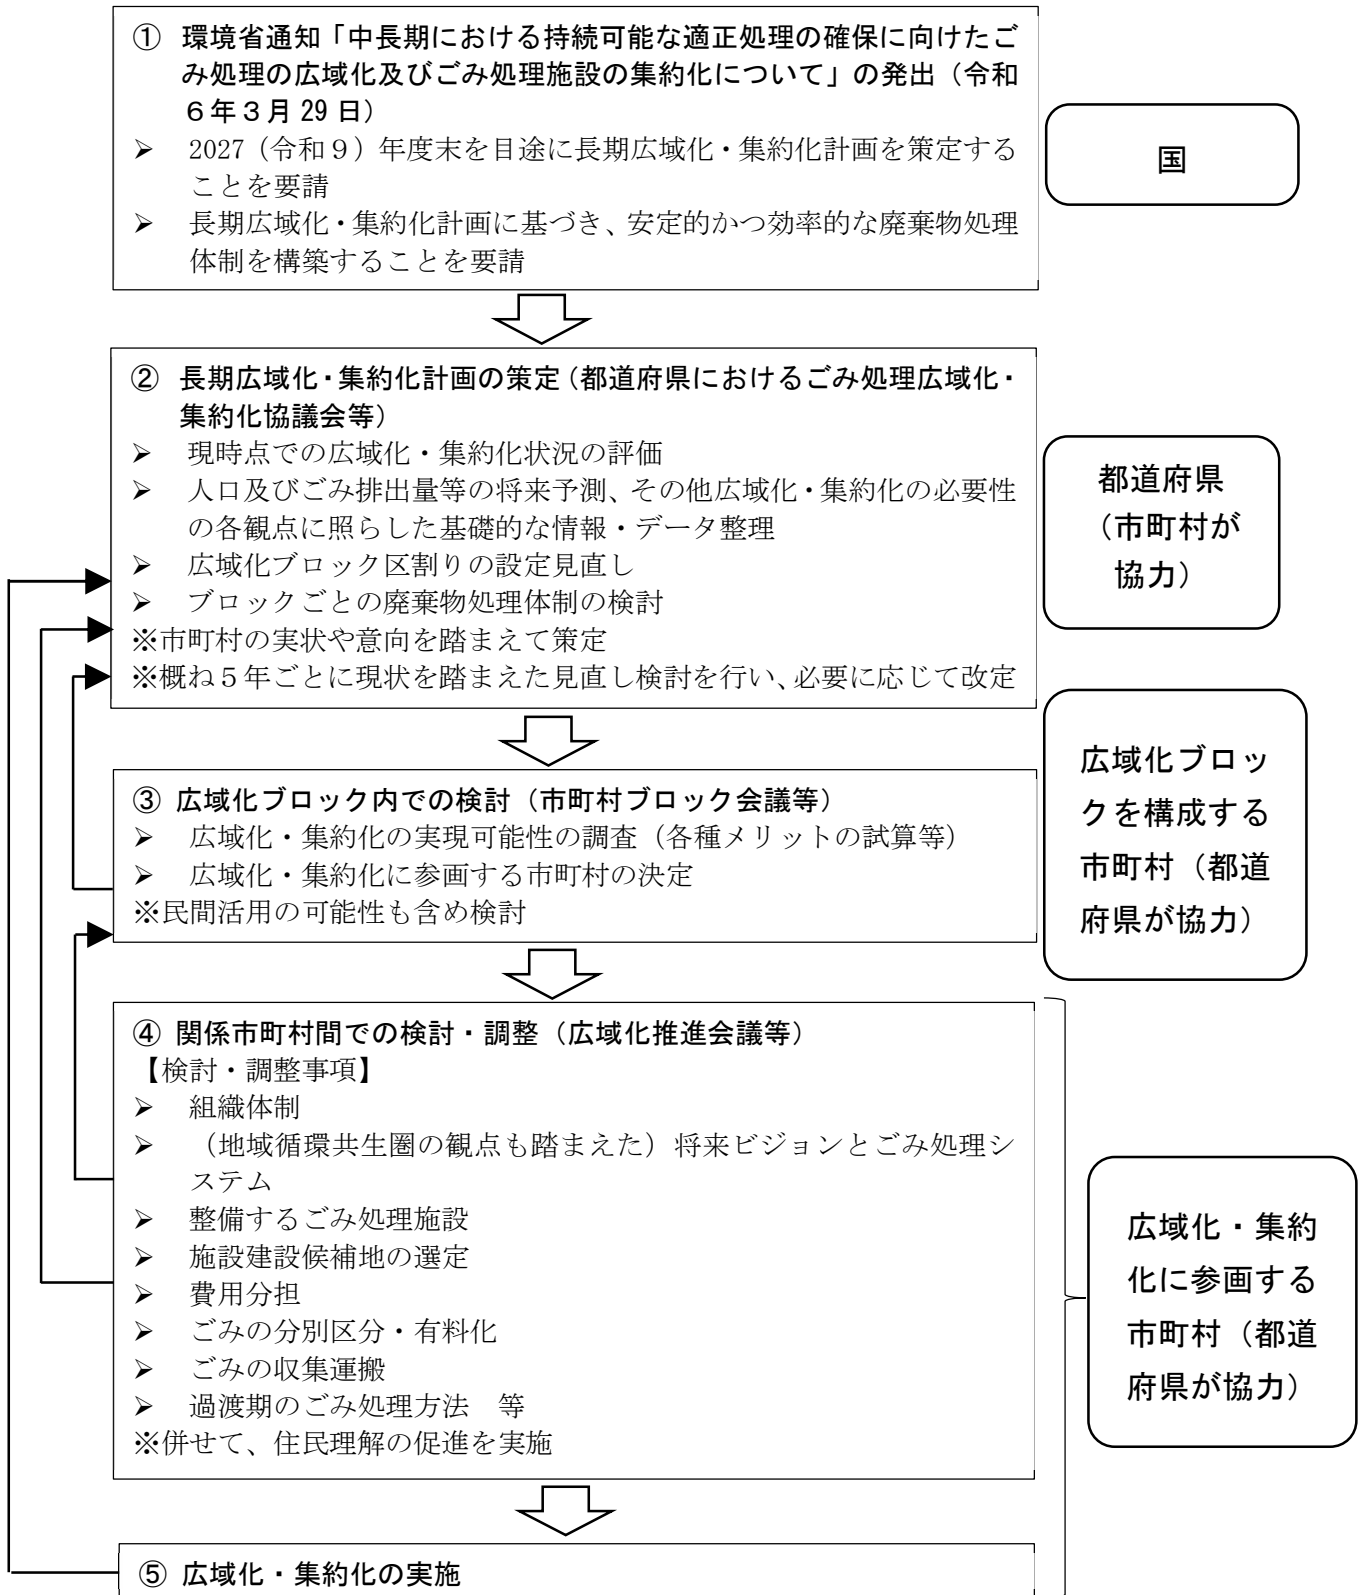 ① 環境省通知「中長期における持続可能な適正処理の確保に向けたご
み処理の広域化及びごみ処理施設の集約化について」の発出（令和
６年３月 29 日）
➢ 2027（令和９）年度末を目途に長期広域化・集約化計画を策定する
ことを要請
➢ 長期広域化・集約化計画に基づき、安定的かつ効率的な廃棄物処理
体制を構築することを要請
国
② 長期広域化・集約化計画の策定（都道府県におけるごみ処理広域化・
集約化協議会等）
➢ 現時点での広域化・集約化状況の評価
➢ 人口及びごみ排出量等の将来予測、その他広域化・集約化の必要性
の各観点に照らした基礎的な情報・データ整理
➢ 広域化ブロック区割りの設定見直し
➢ ブロックごとの廃棄物処理体制の検討
※市町村の実状や意向を踏まえて策定
※概ね５年ごとに現状を踏まえた見直し検討を行い、必要に応じて改定
都道府県
（市町村が
協力）
③ 広域化ブロック内での検討（市町村ブロック会議等）
➢ 広域化・集約化の実現可能性の調査（各種メリットの試算等）
➢ 広域化・集約化に参画する市町村の決定
※民間活用の可能性も含め検討
広域化ブロッ
クを構成する
市町村（都道
府県が協力）
④ 関係市町村間での検討・調整（広域化推進会議等）
【検討・調整事項】
➢ 組織体制
➢ （地域循環共生圏の観点も踏まえた）将来ビジョンとごみ処理シ
ステム
➢ 整備するごみ処理施設
➢ 施設建設候補地の選定
➢ 費用分担
➢ ごみの分別区分・有料化
➢ ごみの収集運搬
➢ 過渡期のごみ処理方法　等
※併せて、住民理解の促進を実施
広域化・集約
化に参画する
市町村（都道
府県が協力）
⑤ 広域化・集約化の実施